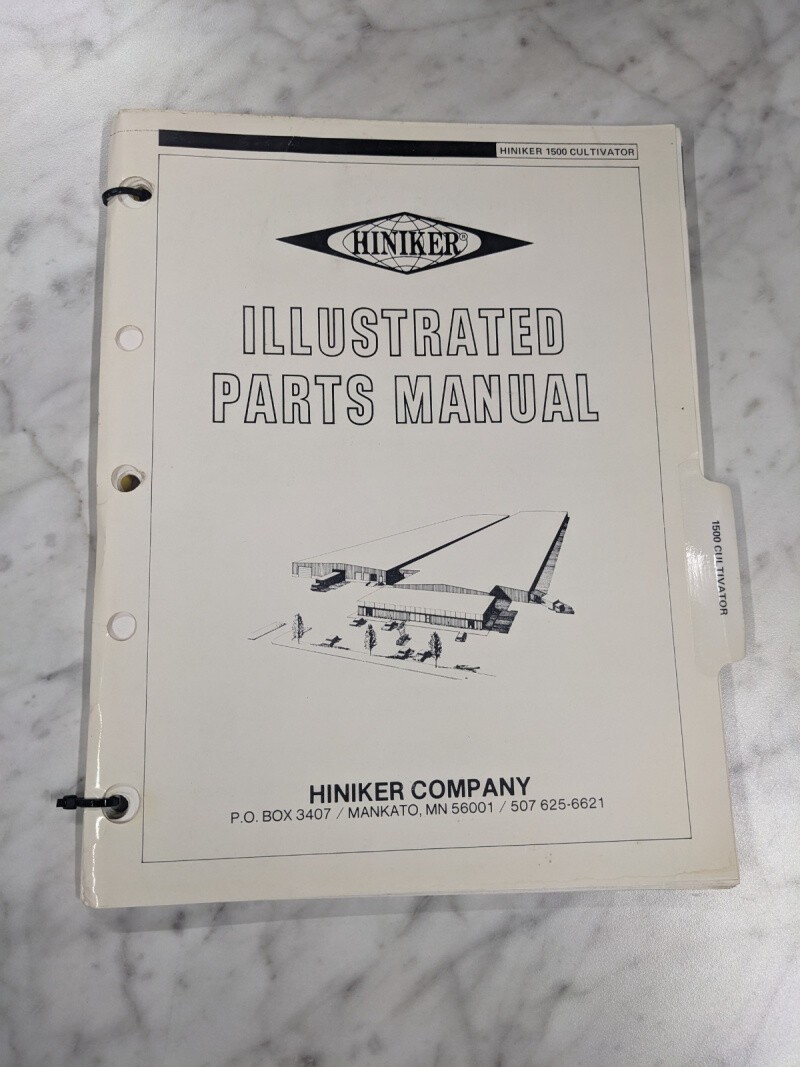 HINIKER 1500 CULTIVATOR
HINIKER®
ILLUSTRATED
PARTS MANUAL
1500 CULTIVATOR
HINIKER COMPANY
P.O. BOX 3407 / MANKATO, MN 56001 / 507 625-6621